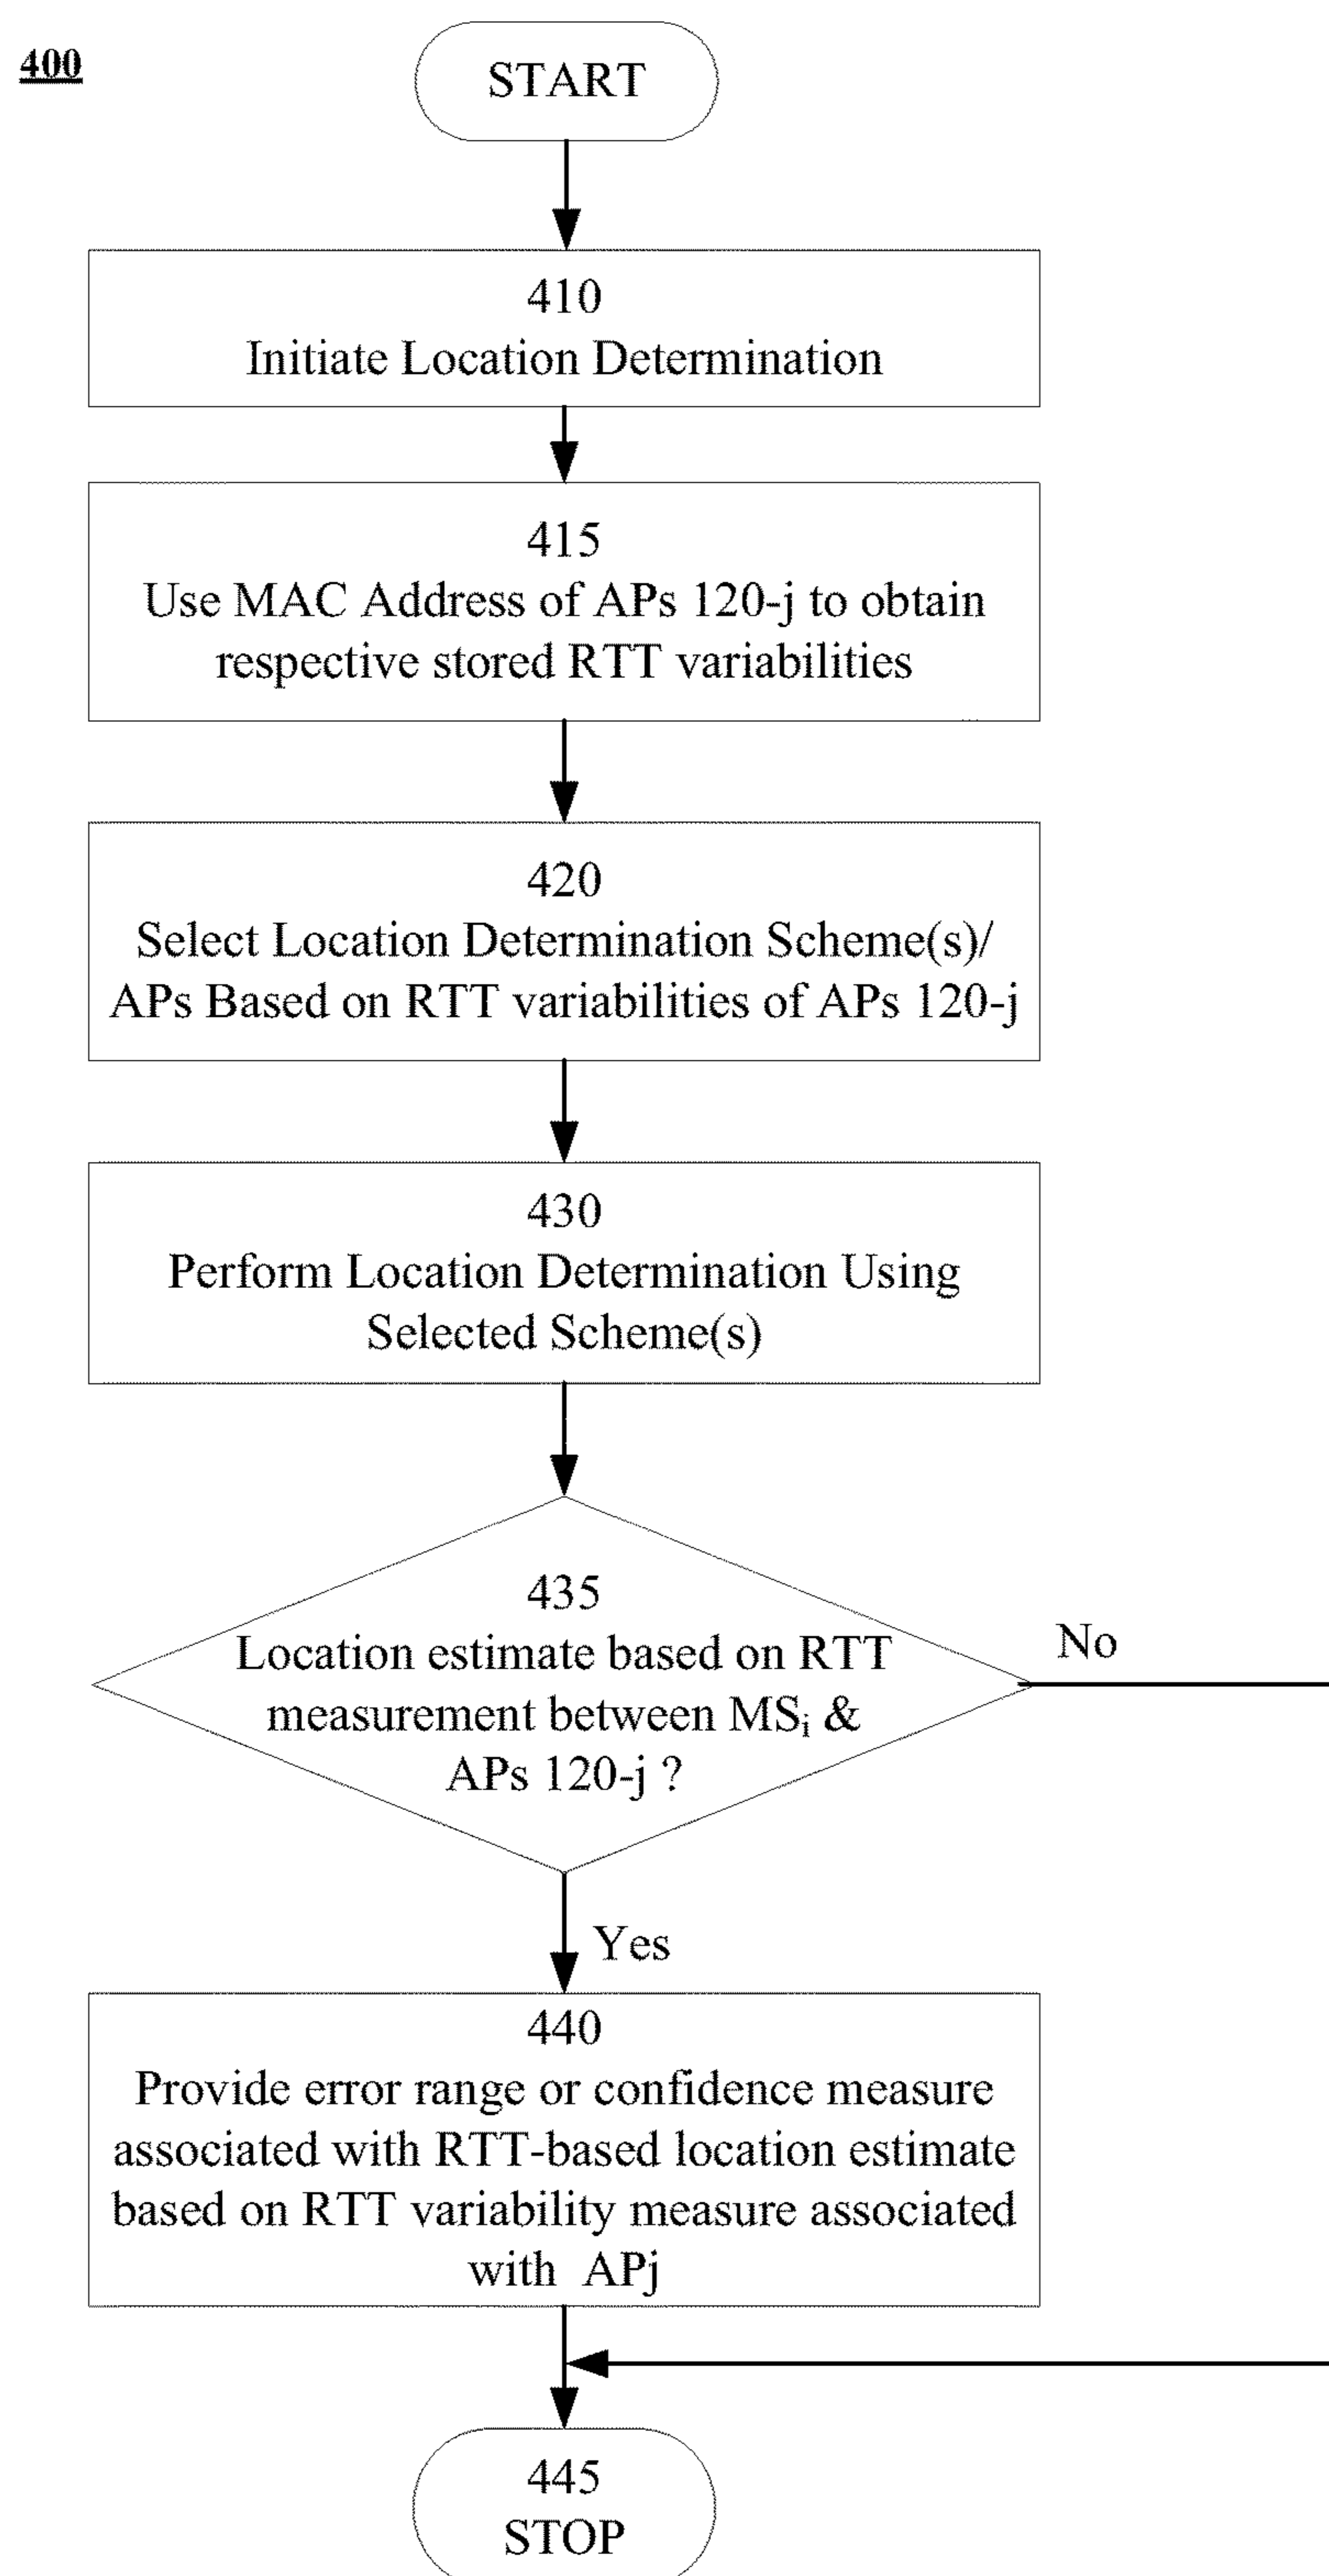 400
START
410
Initiate Location Determination
415
Use MAC Address of APs 120-j to obtain
respective stored RTT variabilities
420
Select Location Determination Scheme(s)/
APs Based on RTT variabilities of APs 120-j
430
Perform Location Determination Using
Selected Scheme(s)
435
Location estimate based on RTT
measurement between MSi &
APs 120-j ?
No
Yes
440
Provide error range or confidence measure
associated with RTT-based location estimate
based on RTT variability measure associated
with APj
445
STOP